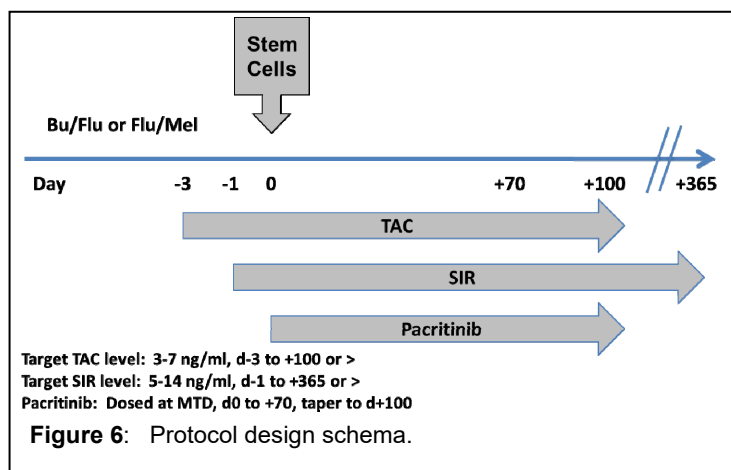 Stem
Cells
Bu/Flu or Flu/Mel
Day -3 -1 0 +70 +100 +365
TAC
SIR
Pacritinib
Target TAC level: 3-7 ng/ml, d-3 to +100 or >
Target SIR level: 5-14 ng/ml, d-1 to +365 or >
Pacritinib: Dosed at MTD, d0 to +70, taper to d+100
Figure 6: Protocol design schema.